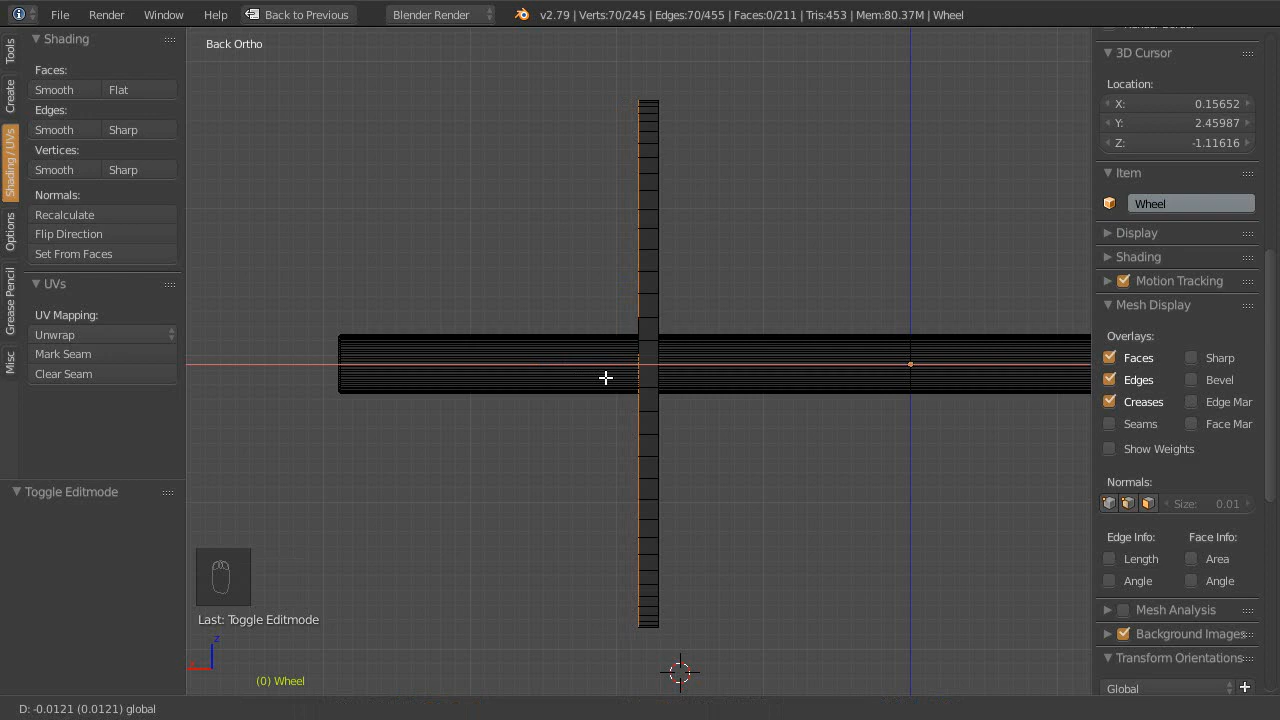 File Render Window Help Back to Previous Blender Render v2.79 | Verts:70/245 | Edges:70/455 | Faces:0/211 | Tris:453 | Mem:80.37M | Wheel
Tools
Create
Shading / UVs
Options
Grease Pencil
Misc
Shading
Faces:
Smooth Flat
Edges:
Smooth Sharp
Vertices:
Smooth Sharp
Normals:
Recalculate
Flip Direction
Set From Faces
UVs
UV Mapping:
Unwrap
Mark Seam
Clear Seam
Toggle Editmode
Back Ortho
Last: Toggle Editmode
z
(0) Wheel
3D Cursor
Location:
X: 0.15652
Y: 2.45987
Z: -1.11616
Item
Wheel
Display
Shading
Motion Tracking
Mesh Display
Overlays:
Faces Sharp
Edges Bevel
Creases Edge Mar
Seams Face Mar
Show Weights
Normals:
Size: 0.01
Edge Info: Face Info:
Length Area
Angle Angle
Mesh Analysis
Background Images
Transform Orientations
Global
D: -0.0121 (0.0121) global